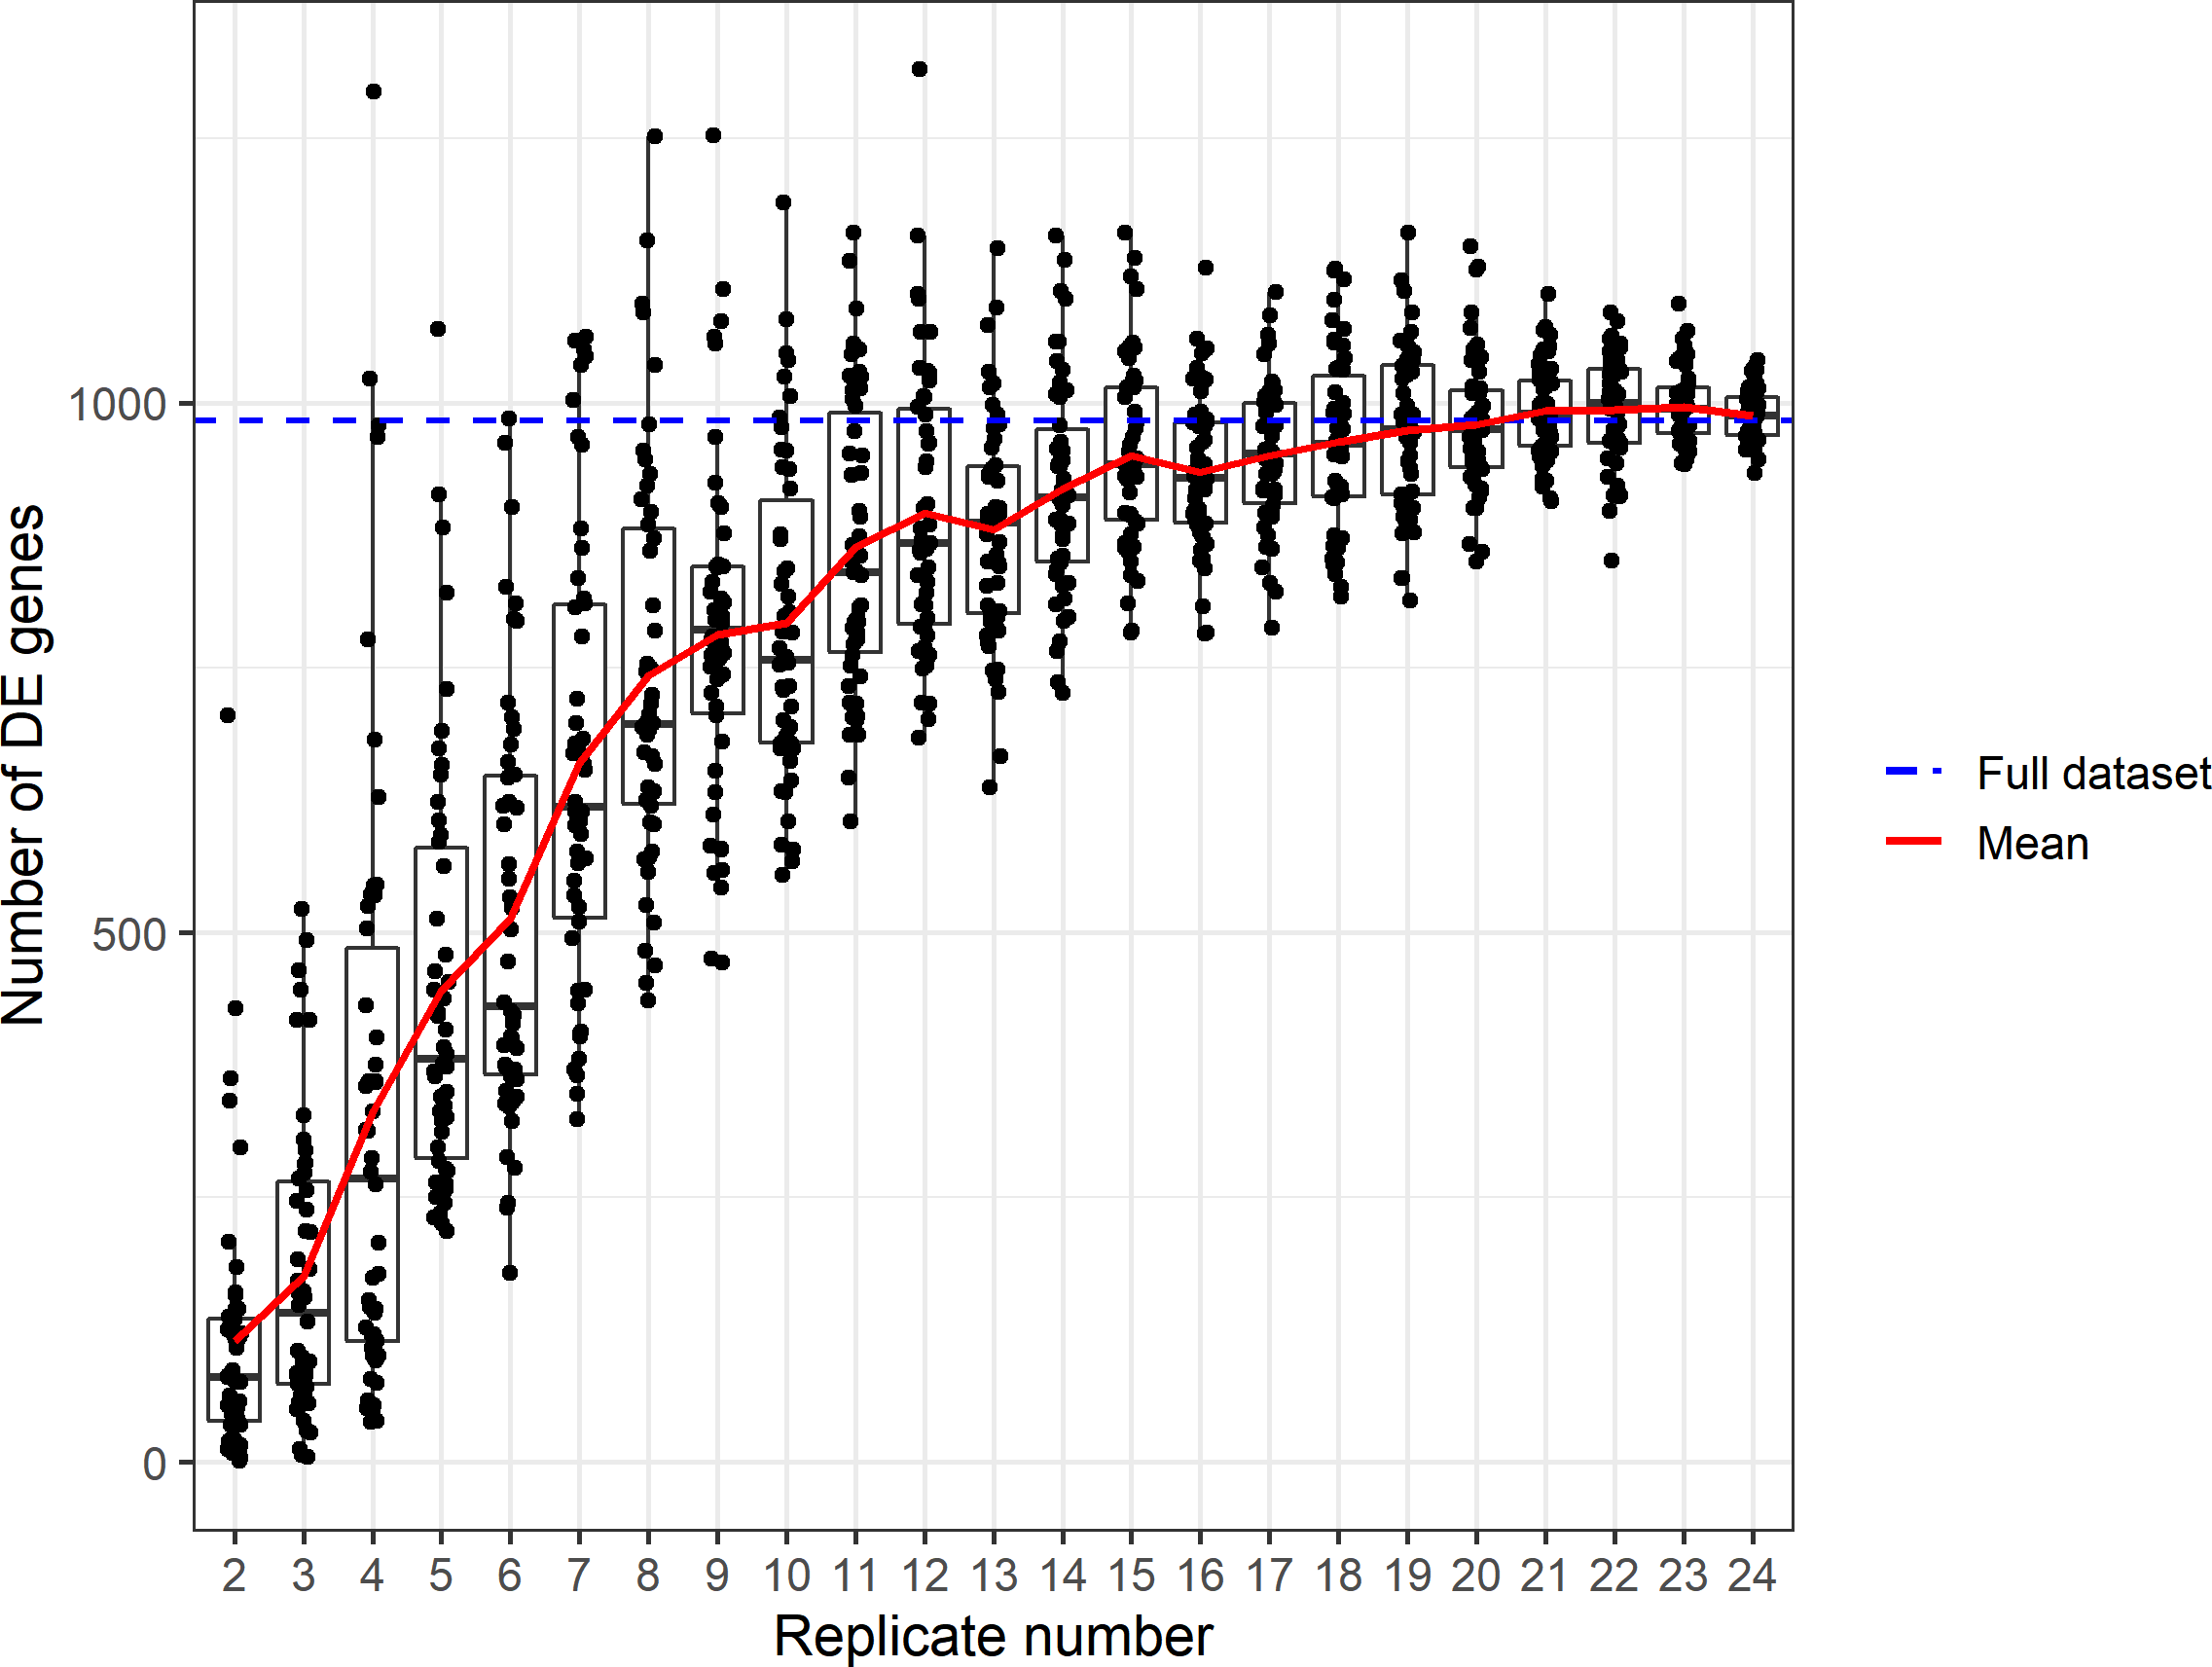 Number of DE genes
1000
500
0
2 3 4 5 6 7 8 9 10 11 12 13 14 15 16 17 18 19 20 21 22 23 24
Replicate number
Full dataset
Mean